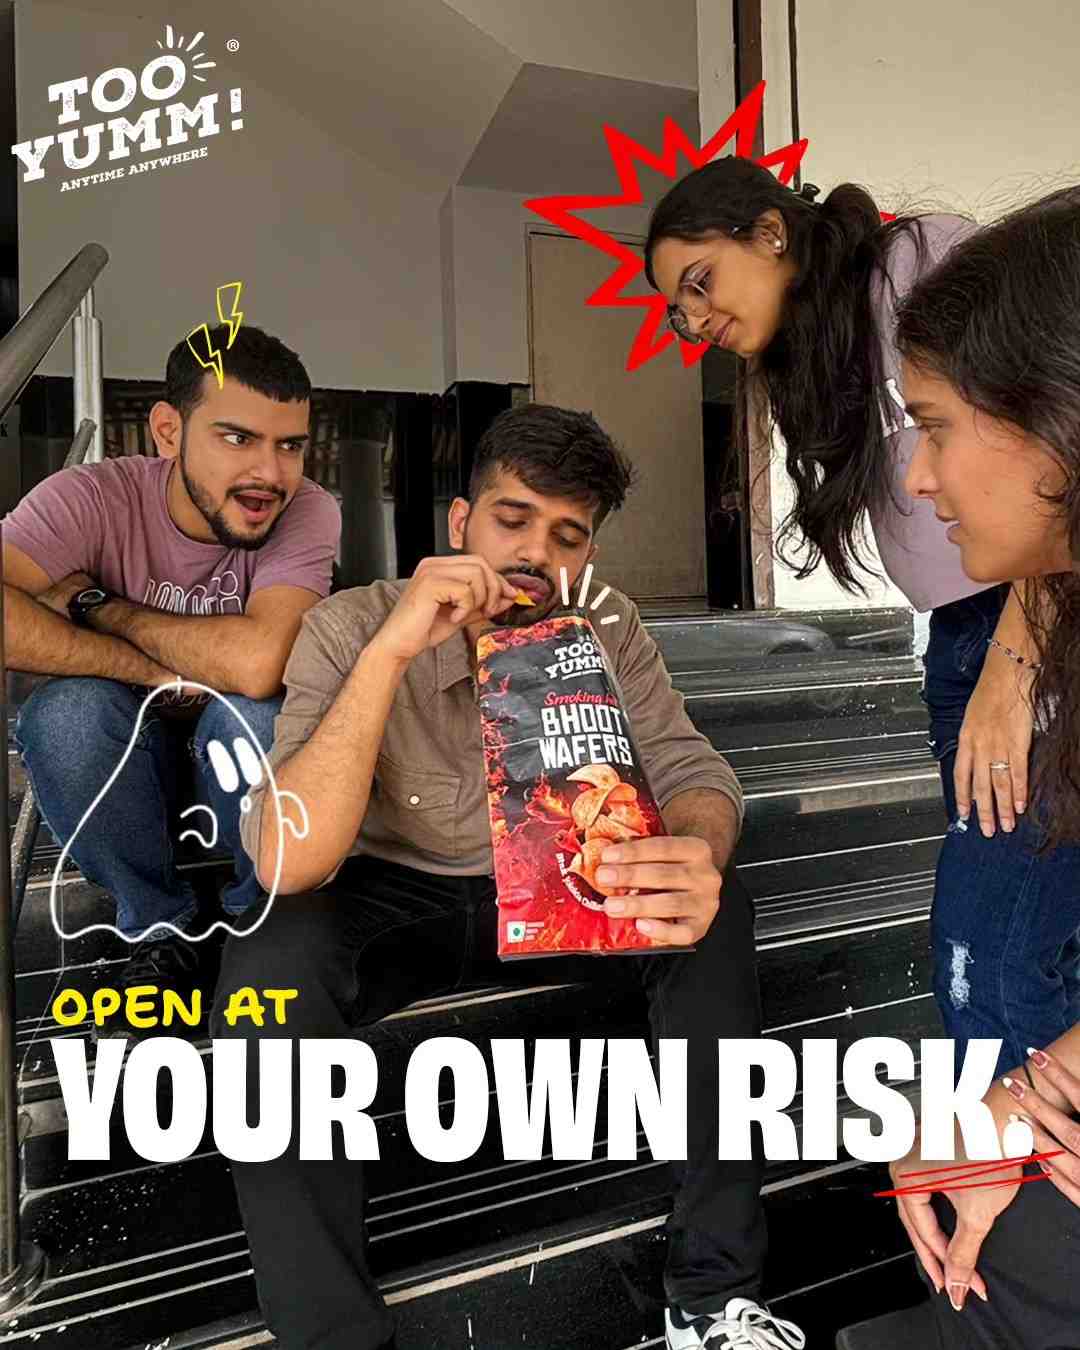 TOO
YUMM!
®
ANYTIME ANYWHERE
TOO
YUMM!
Smoking
BHOOT
WAFERS
OPEN AT
YOUR OWN RISK.